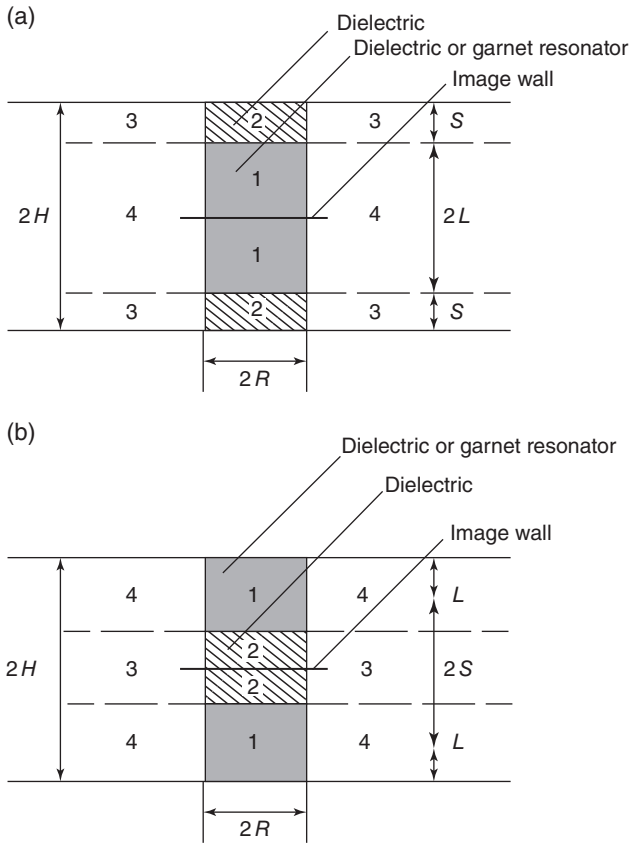 (a)
Dielectric
Dielectric or garnet resonator
Image wall
3 2 3 S
1
2H 4 4 2L
1
3 2 3 S
2R
(b)
Dielectric or garnet resonator
Dielectric
Image wall
4 1 4 L
2
2H 3 3 2S
2
4 1 4 L
2R